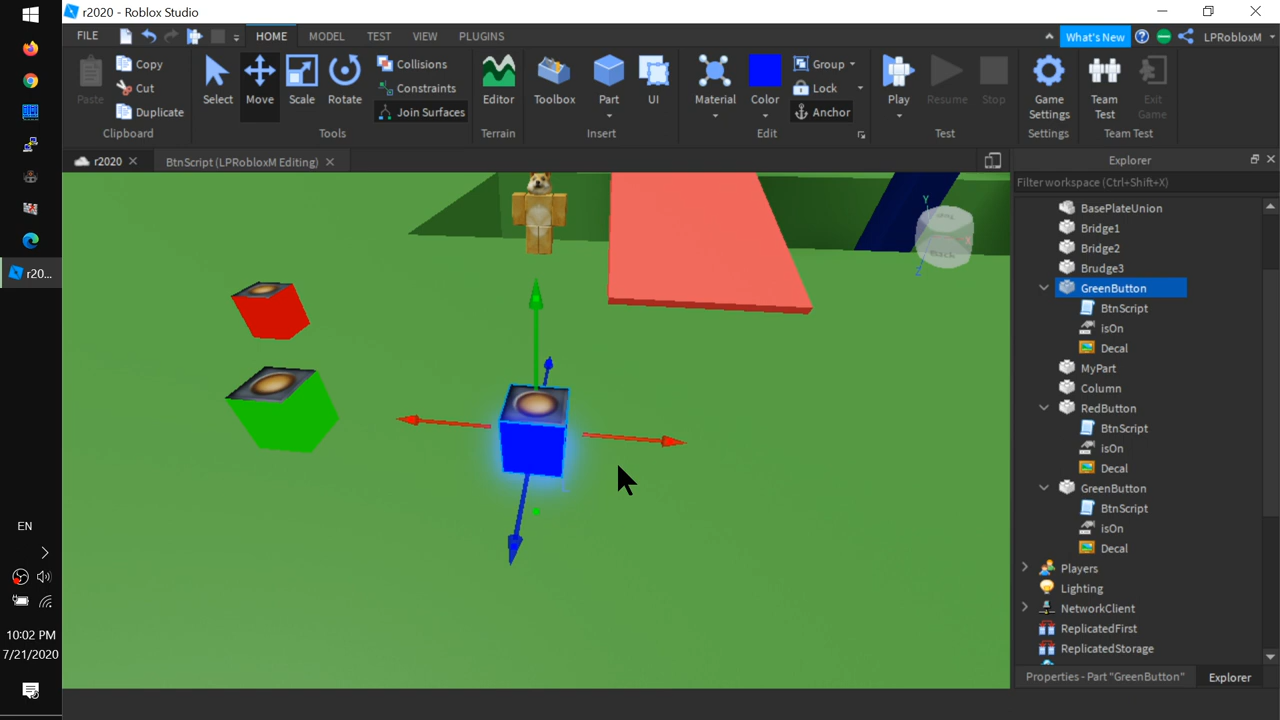 r2020 - Roblox Studio
FILE
HOME
MODEL
TEST
VIEW
PLUGINS
What's New
LPRobloxM
Paste
Copy
Cut
Duplicate
Clipboard
Select
Move
Scale
Rotate
Collisions
Constraints
Join Surfaces
Tools
Editor
Terrain
Toolbox
Part
UI
Insert
Material
Color
Group
Lock
Anchor
Edit
Play
Resume
Stop
Test
Game Settings
Settings
Team Test
Exit Game
Team Test
r2020
BtnScript (LPRobloxM Editing)
Explorer
Filter workspace (Ctrl+Shift+X)
BasePlateUnion
Bridge1
Bridge2
Brudge3
GreenButton
BtnScript
isOn
Decal
MyPart
Column
RedButton
BtnScript
isOn
Decal
GreenButton
BtnScript
isOn
Decal
Players
Lighting
NetworkClient
ReplicatedFirst
ReplicatedStorage
Properties - Part "GreenButton"
Explorer
Y
Z
Back
r20...
EN
10:02 PM
7/21/2020